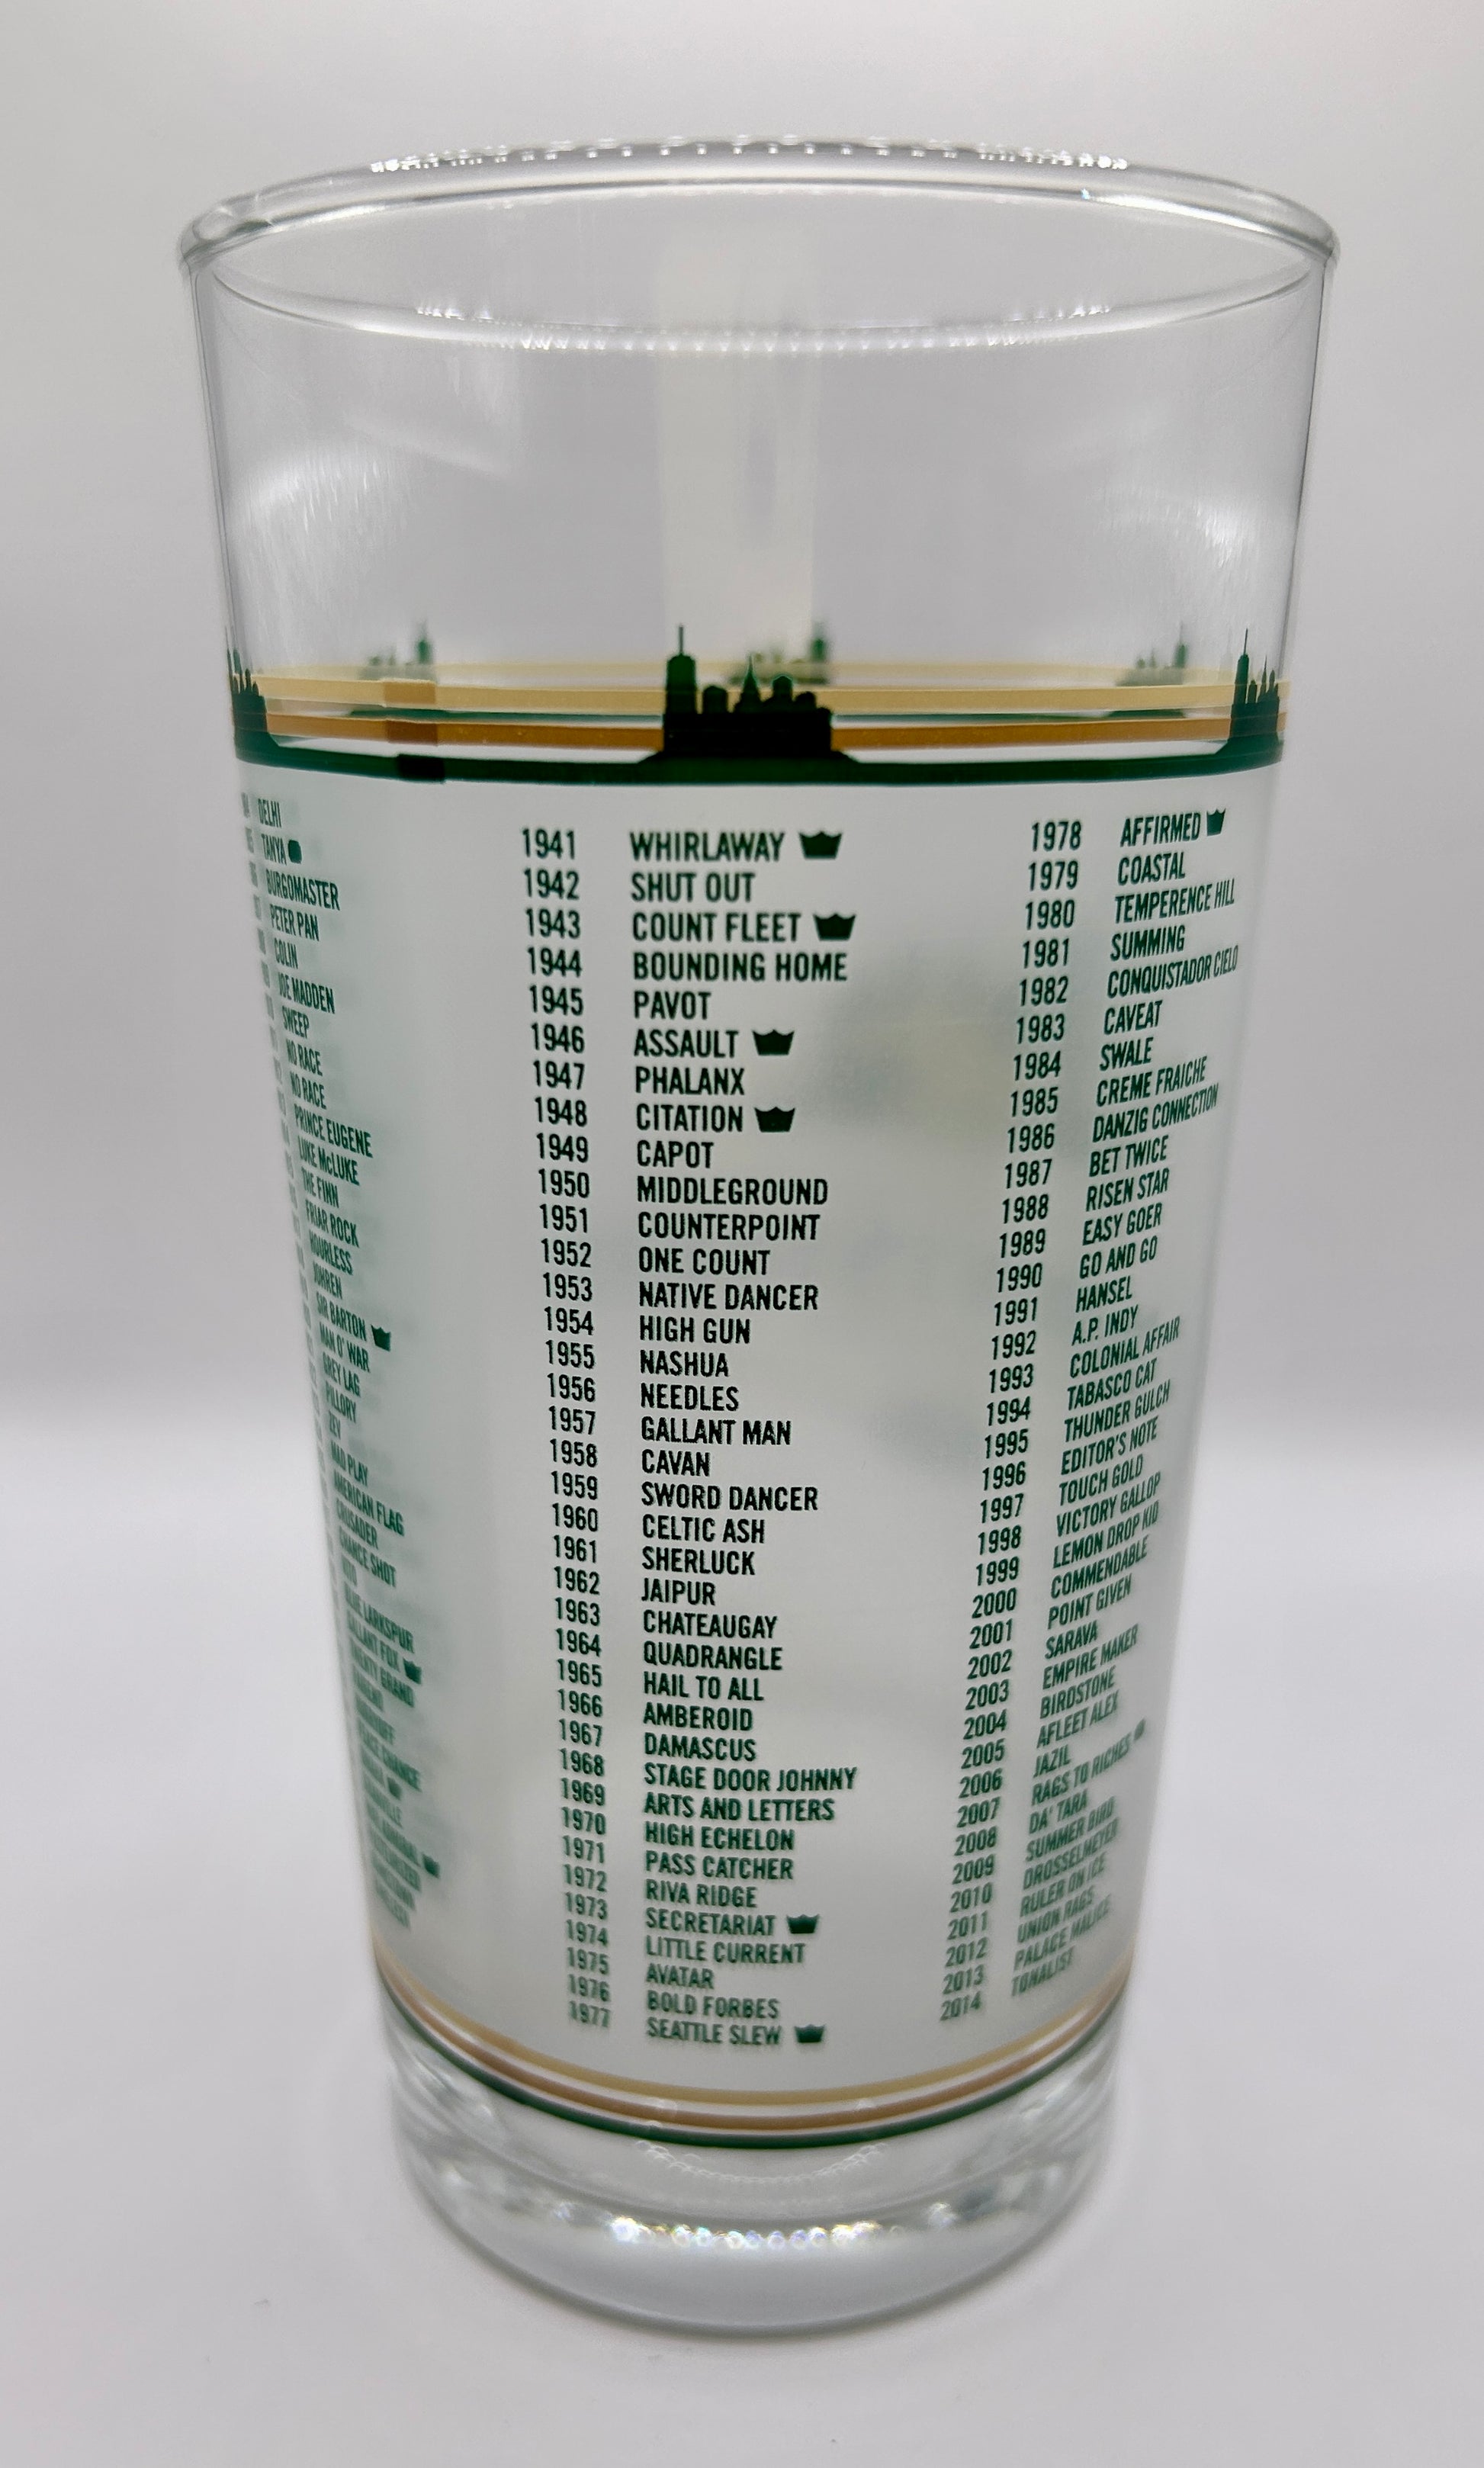 DELHI
TANYA
BURGOMASTER
PETER PAN
COLIN
JOE MADDEN
SWEEP
NO RACE
NO RACE
PRINCE EUGENE
LUKE McLUKE
THE FINN
FRIAR ROCK
HOURLESS
JOHREN
SIR BARTON
MAN O' WAR
GREY LAG
PILLORY
ZEV
MAD PLAY
AMERICAN FLAG
CRUSADER
CHANCE SHOT
BLUE LARKSPUR
GALLANT FOX
TWENTY GRAND
1941 WHIRLAWAY
1942 SHUT OUT
1943 COUNT FLEET
1944 BOUNDING HOME
1945 PAVOT
1946 ASSAULT
1947 PHALANX
1948 CITATION
1949 CAPOT
1950 MIDDLEGROUND
1951 COUNTERPOINT
1952 ONE COUNT
1953 NATIVE DANCER
1954 HIGH GUN
1955 NASHUA
1956 NEEDLES
1957 GALLANT MAN
1958 CAVAN
1959 SWORD DANCER
1960 CELTIC ASH
1961 SHERLUCK
1962 JAIPUR
1963 CHATEAUGAY
1964 QUADRANGLE
1965 HAIL TO ALL
1966 AMBEROID
1967 DAMASCUS
1968 STAGE DOOR JOHNNY
1969 ARTS AND LETTERS
1970 HIGH ECHELON
1971 PASS CATCHER
1972 RIVA RIDGE
1973 SECRETARIAT
1974 LITTLE CURRENT
1975 AVATAR
1976 BOLD FORBES
1977 SEATTLE SLEW
1978 AFFIRMED
1979 COASTAL
1980 TEMPERENCE HILL
1981 SUMMING
1982 CONQUISTADOR CIELO
1983 CAVEAT
1984 SWALE
1985 CREME FRAICHE
1986 DANZIG CONNECTION
1987 BET TWICE
1988 RISEN STAR
1989 EASY GOER
1990 GO AND GO
1991 HANSEL
1992 A.P. INDY
1993 COLONIAL AFFAIR
1994 TABASCO CAT
1995 THUNDER GULCH
1996 EDITOR'S NOTE
1997 TOUCH GOLD
1998 VICTORY GALLOP
1999 LEMON DROP KID
2000 COMMENDABLE
2001 POINT GIVEN
2002 SARAVA
2003 EMPIRE MAKER
2004 BIRDSTONE
2005 AFLEET ALEX
2006 JAZIL
2007 RAGS TO RICHES
2008 DA' TARA
2009 SUMMER BIRD
2010 DROSSELMEYER
2011 RULER ON ICE
2012 UNION RAGS
2013 PALACE MALICE
2014 TONALIST